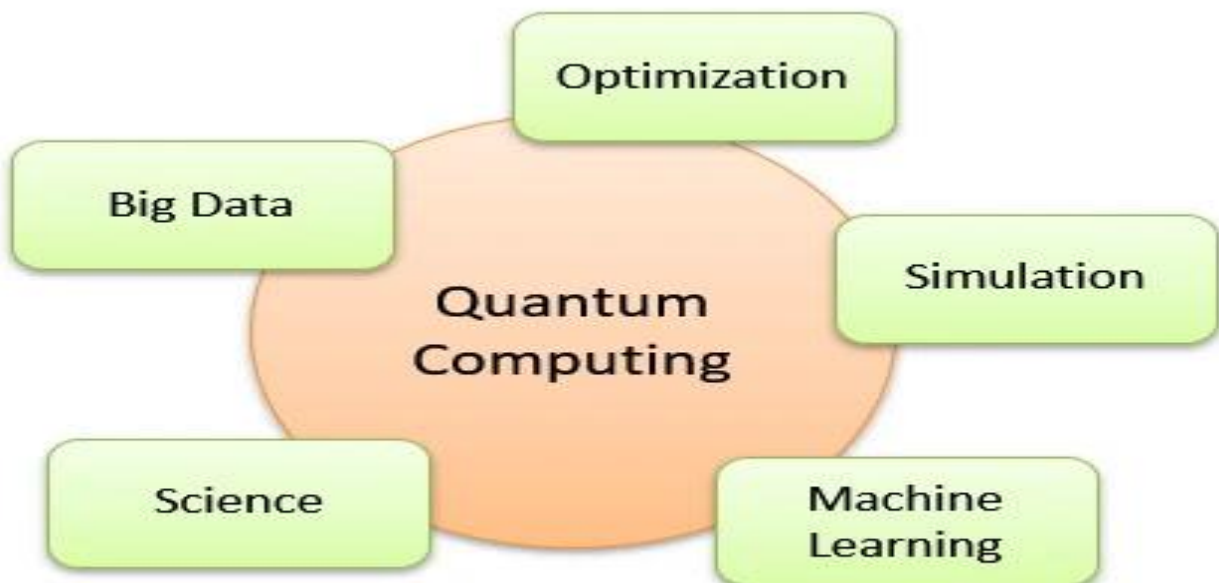 Optimization
Big Data
Simulation
Quantum
Computing
Science
Machine
Learning